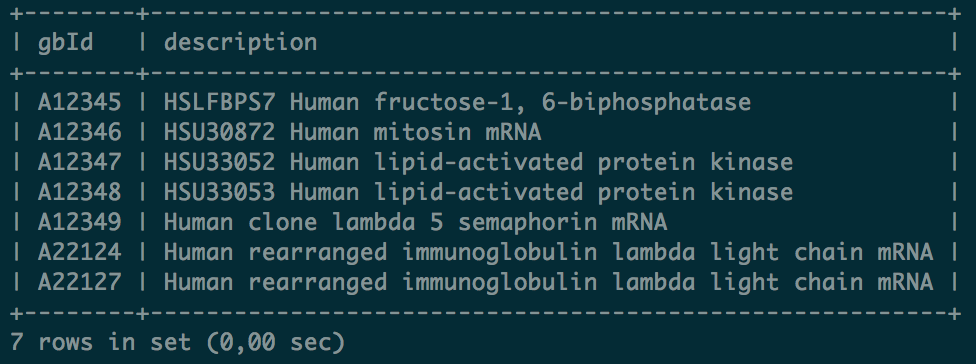 +--------+------------------------------------------------------+
| gbId   | description                                          |
+--------+------------------------------------------------------+
| A12345 | HSLFBPS7 Human fructose-1, 6-biphosphatase           |
| A12346 | HSU30872 Human mitosin mRNA                          |
| A12347 | HSU33052 Human lipid-activated protein kinase        |
| A12348 | HSU33053 Human lipid-activated protein kinase        |
| A12349 | Human clone lambda 5 semaphorin mRNA                 |
| A22124 | Human rearranged immunoglobulin lambda light chain mRNA |
| A22127 | Human rearranged immunoglobulin lambda light chain mRNA |
+--------+------------------------------------------------------+
7 rows in set (0,00 sec)